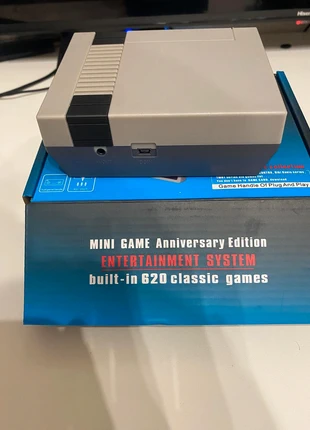 Game Handle Of Plug And Play
MINI GAME Anniversary Edition
ENTERTAINMENT SYSTEM
built-in 620 classic games